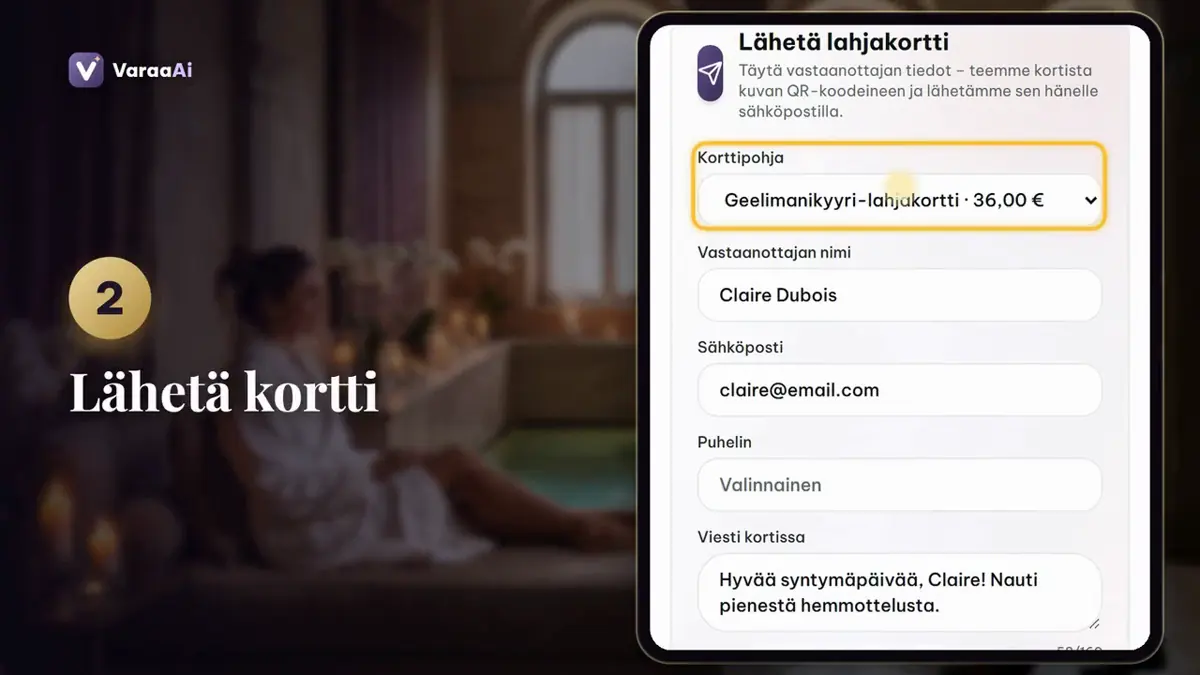 VaraaAi
2
Lähetä kortti
Lähetä lahjakortti
Täytä vastaanottajan tiedot – teemme kortista
kuvan QR-koodeineen ja lähetämme sen hänelle
sähköpostilla.
Korttipohja
Geelimanikyyri-lahjakortti · 36,00 €
Vastaanottajan nimi
Claire Dubois
Sähköposti
claire@email.com
Puhelin
Valinnainen
Viesti kortissa
Hyvää syntymäpäivää, Claire! Nauti
pienestä hemmottelusta.